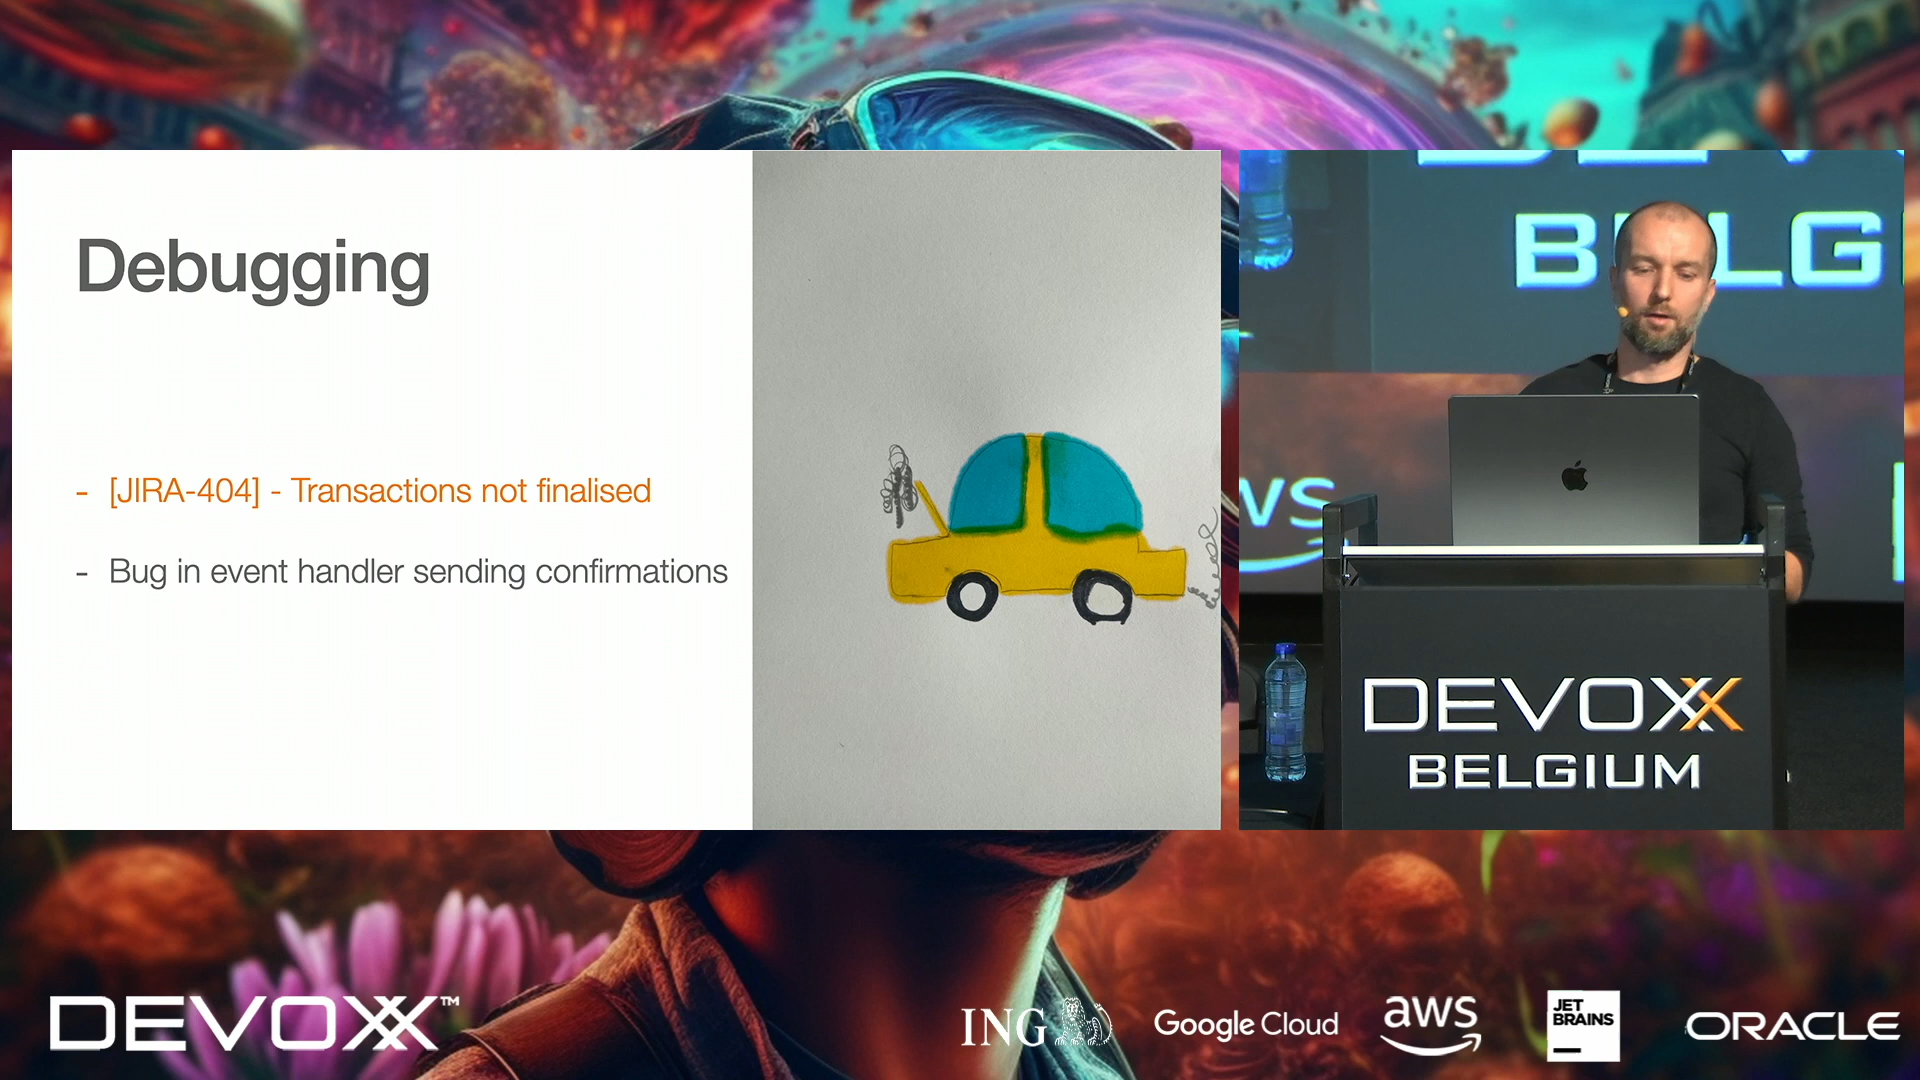 Debugging
- [JIRA-404] - Transactions not finalised
- Bug in event handler sending confirmations
BELG
ws
DEVOXX
BELGIUM
DEVOXX™
ING
Google Cloud
aws
JET
BRAINS
ORACLE